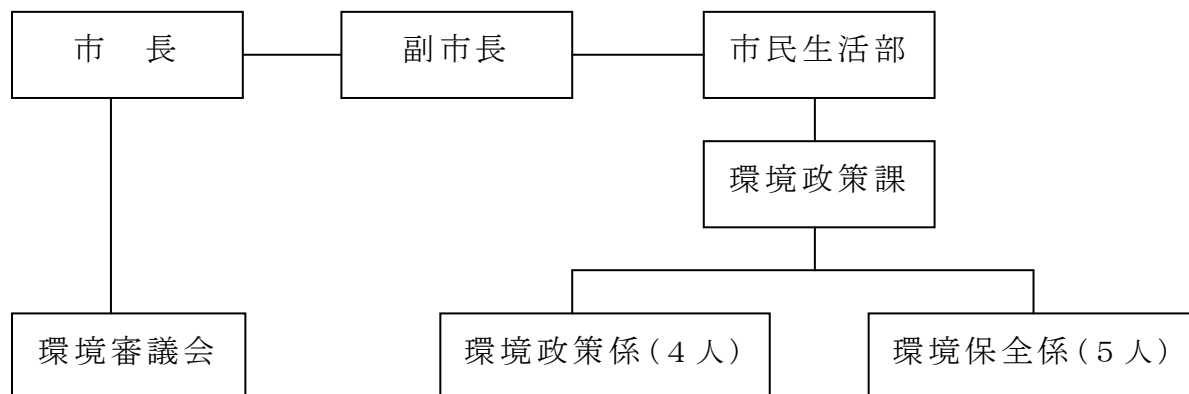 市　長
副市長
市民生活部
環境政策課
環境審議会
環境政策係(４人)
環境保全係(５人)